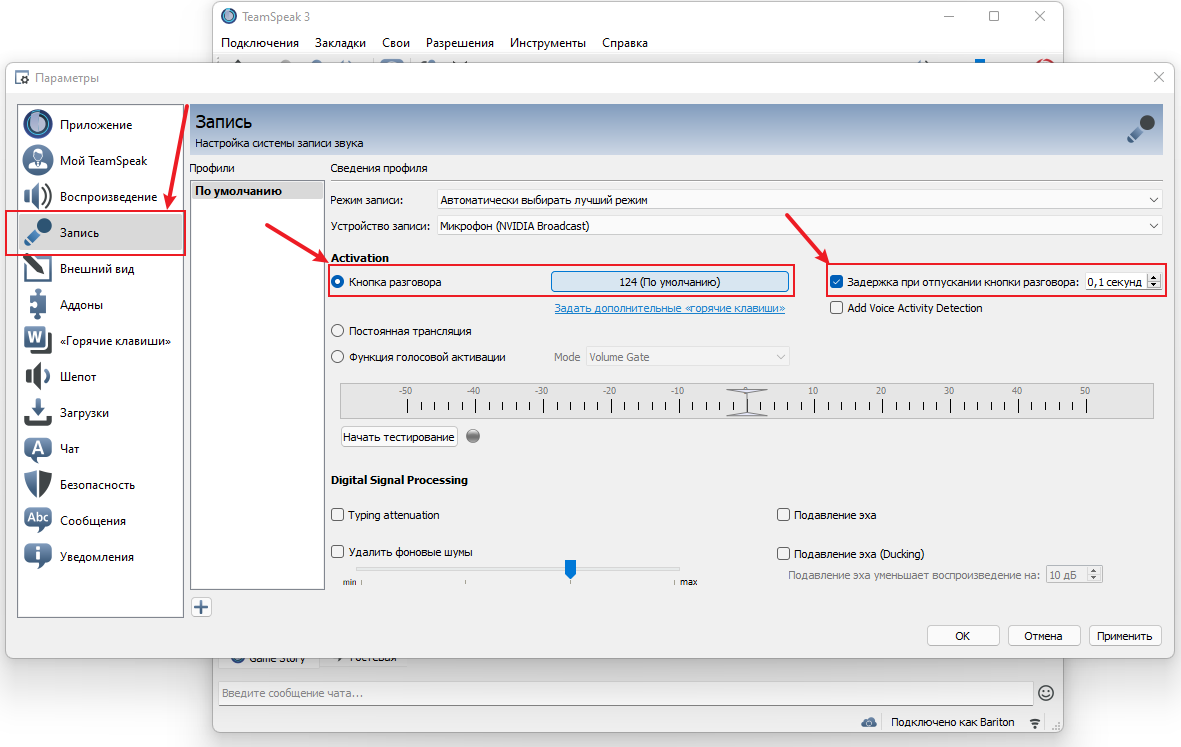 TeamSpeak 3
Подключения Закладки Свои Разрешения Инструменты Справка
Параметры
Приложение
Мой TeamSpeak
Воспроизведение
Запись
Внешний вид
Аддоны
«Горячие клавиши»
Шепот
Загрузки
Чат
Безопасность
Сообщения
Уведомления
Запись
Настройка системы записи звука
Профили
По умолчанию
Сведения профиля
Режим записи: Автоматически выбирать лучший режим
Устройство записи: Микрофон (NVIDIA Broadcast)
Activation
Кнопка разговора 124 (По умолчанию) Задержка при отпускании кнопки разговора: 0,1 секунд
Задать дополнительные «горячие клавиши» Add Voice Activity Detection
Постоянная трансляция
Функция голосовой активации Mode Volume Gate
-50 -40 -30 -20 -10 0 10 20 30 40 50
Начать тестирование
Digital Signal Processing
Typing attenuation Подавление эха
Удалить фоновые шумы Подавление эха (Ducking)
min max Подавление эха уменьшает воспроизведение на: 10 дБ
OK Отмена Применить
Game Story Гостевая
Введите сообщение чата...
Подключено как Bariton